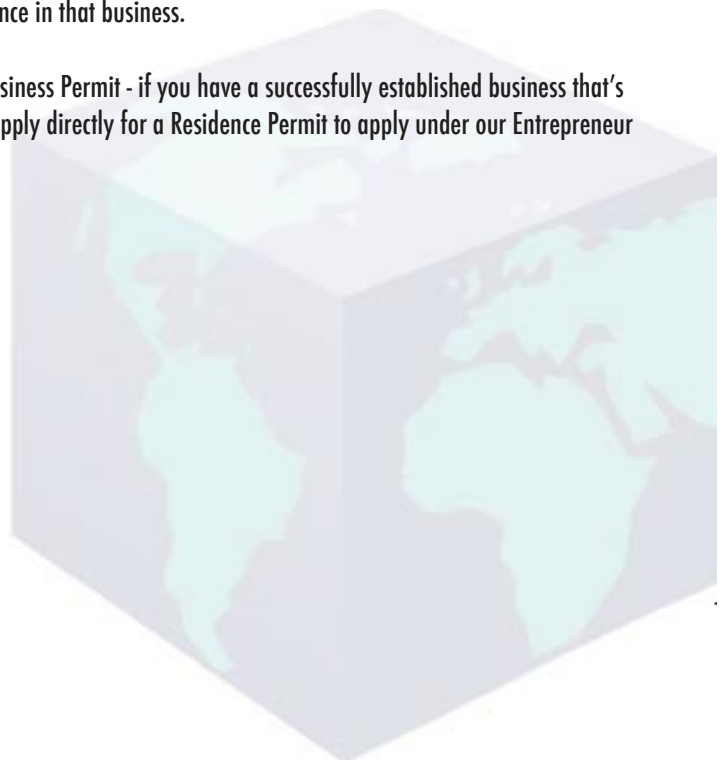 nce in that business.
siness Permit - if you have a successfully established business that's
pply directly for a Residence Permit to apply under our Entrepreneur